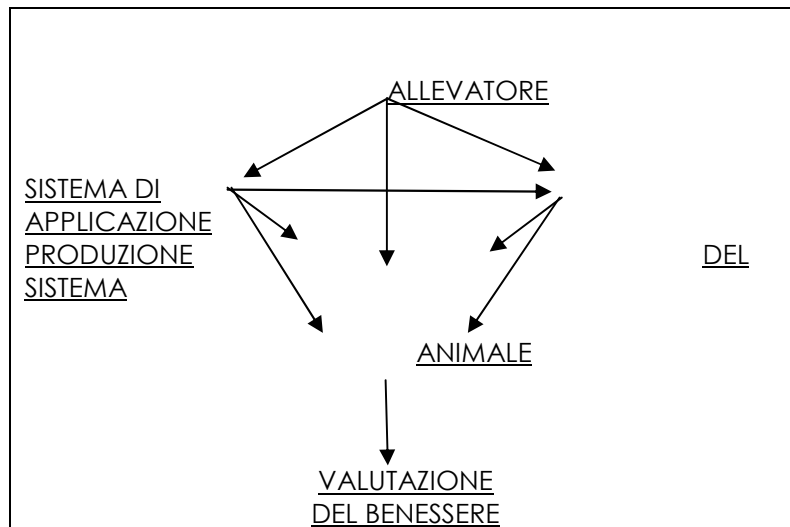 ALLEVATORE
SISTEMA DI
APPLICAZIONE
PRODUZIONE DEL
SISTEMA
ANIMALE
VALUTAZIONE
DEL BENESSERE